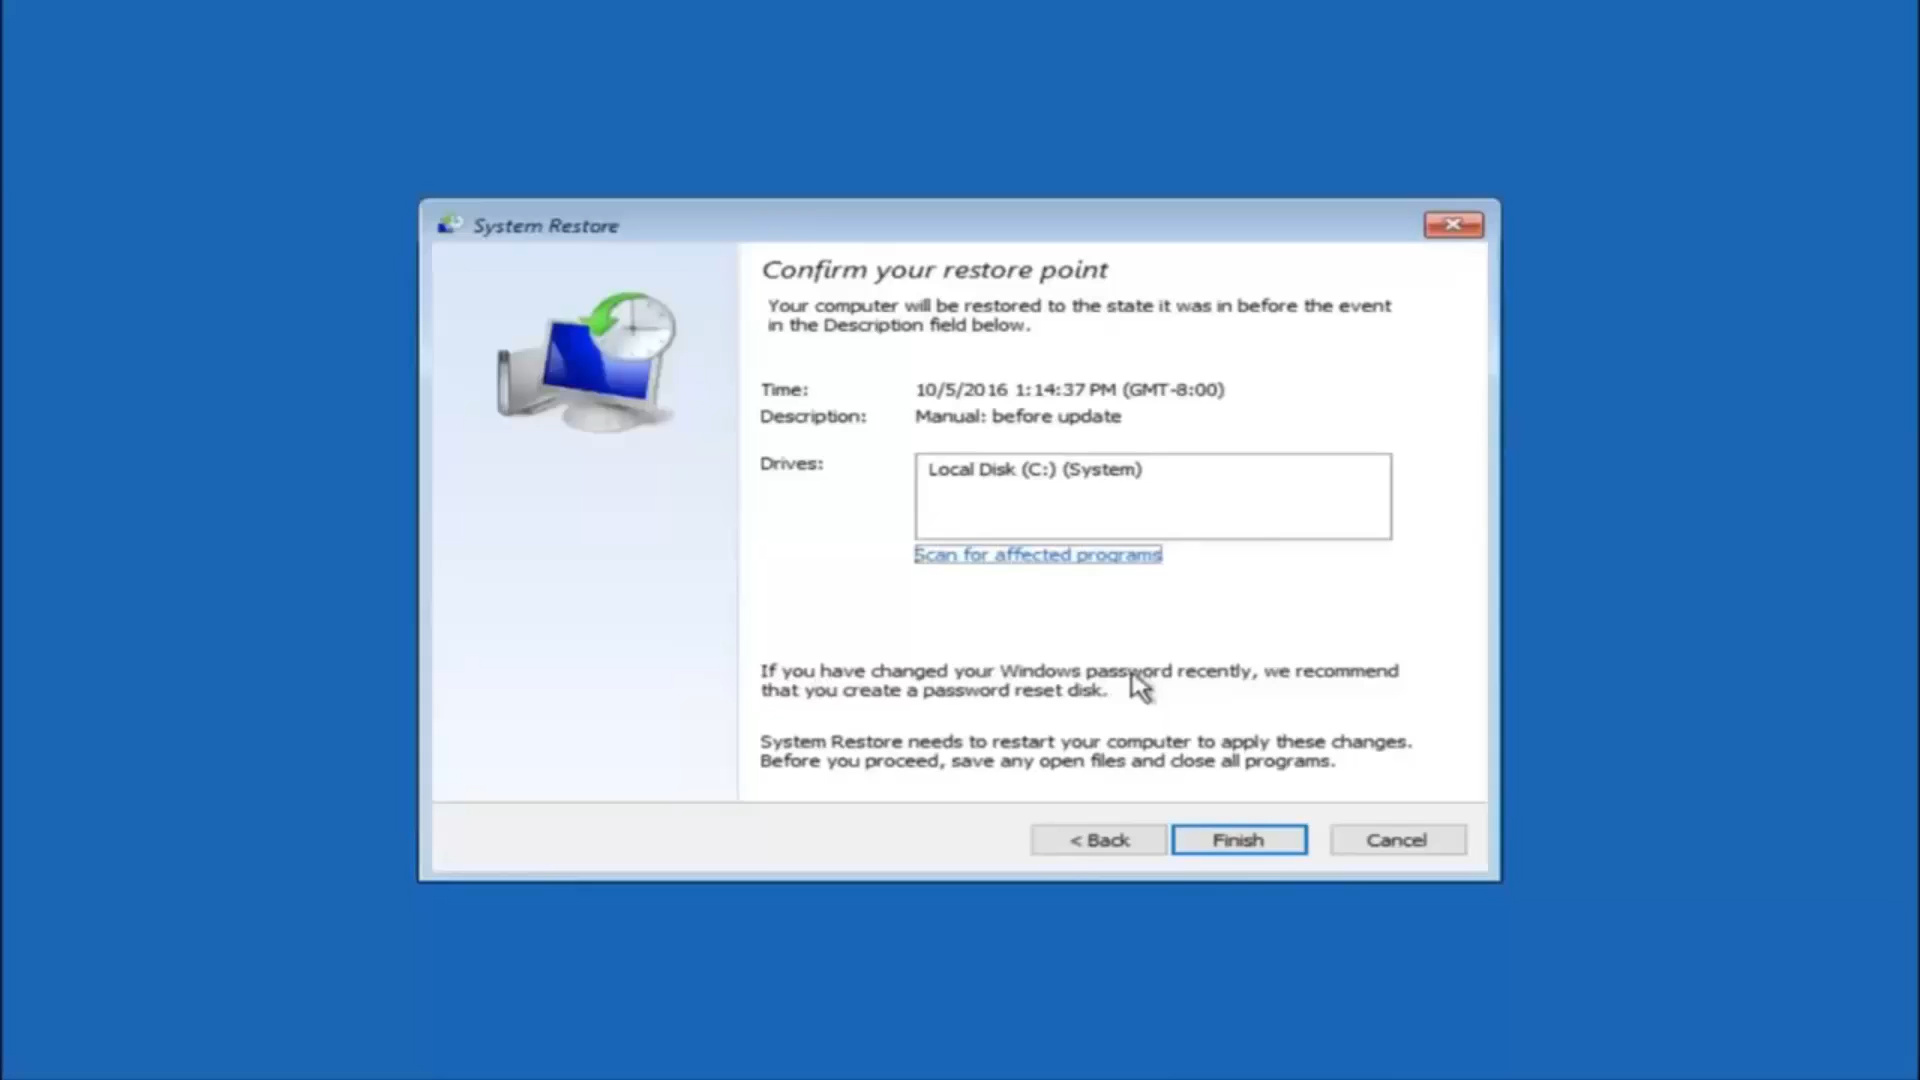 System Restore
Confirm your restore point
Your computer will be restored to the state it was in before the event
in the Description field below.
Time: 10/5/2016 1:14:37 PM (GMT-8:00)
Description: Manual: before update
Drives: Local Disk (C:) (System)
Scan for affected programs
If you have changed your Windows password recently, we recommend
that you create a password reset disk.
System Restore needs to restart your computer to apply these changes.
Before you proceed, save any open files and close all programs.
< Back Finish Cancel